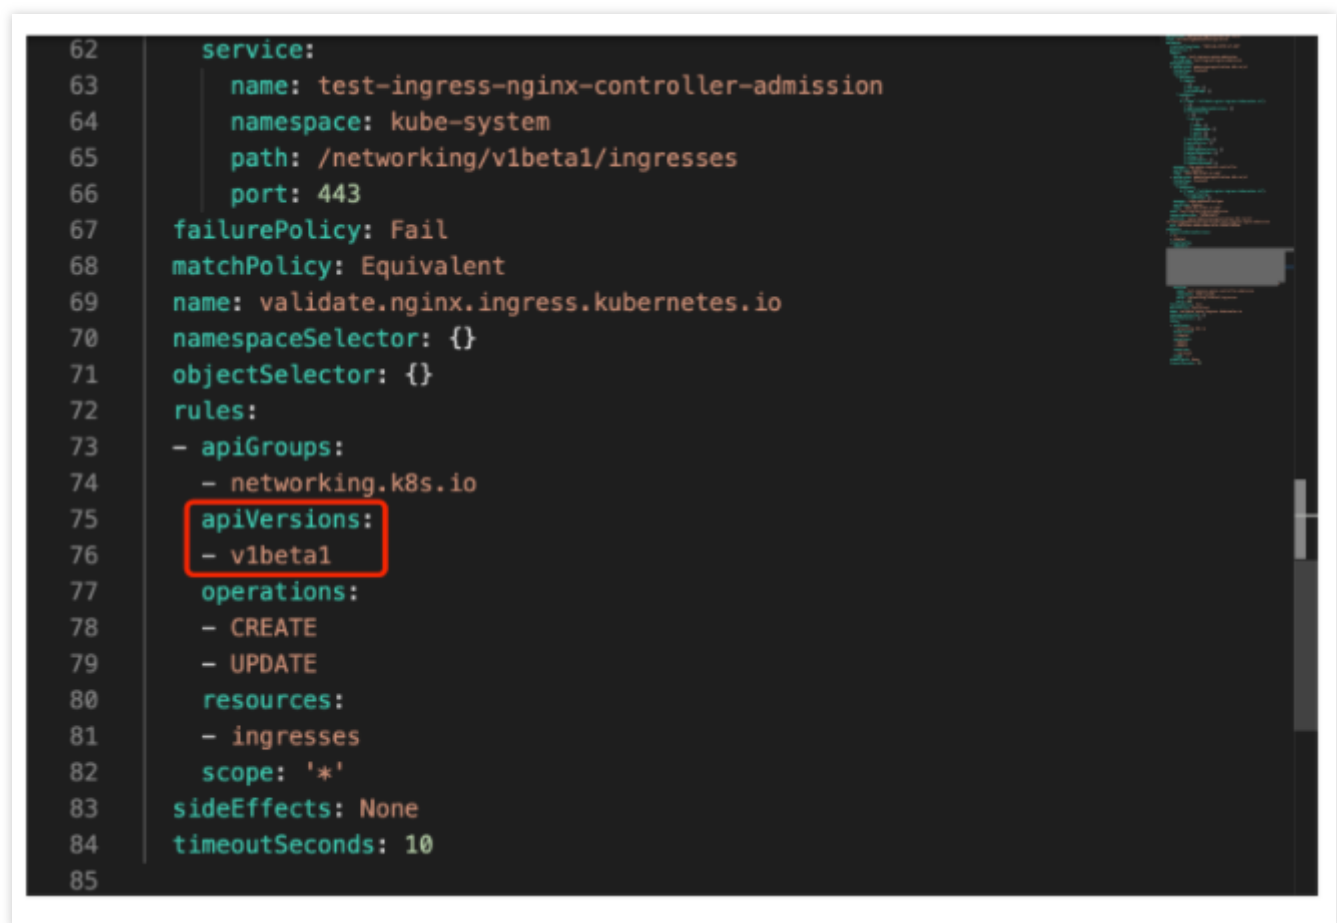 62 service:
63 name: test-ingress-nginx-controller-admission
64 namespace: kube-system
65 path: /networking/v1beta1/ingresses
66 port: 443
67 failurePolicy: Fail
68 matchPolicy: Equivalent
69 name: validate.nginx.ingress.kubernetes.io
70 namespaceSelector: {}
71 objectSelector: {}
72 rules:
73 - apiGroups:
74 - networking.k8s.io
75 apiVersions:
76 - v1beta1
77 operations:
78 - CREATE
79 - UPDATE
80 resources:
81 - ingresses
82 scope: '*'
83 sideEffects: None
84 timeoutSeconds: 10
85